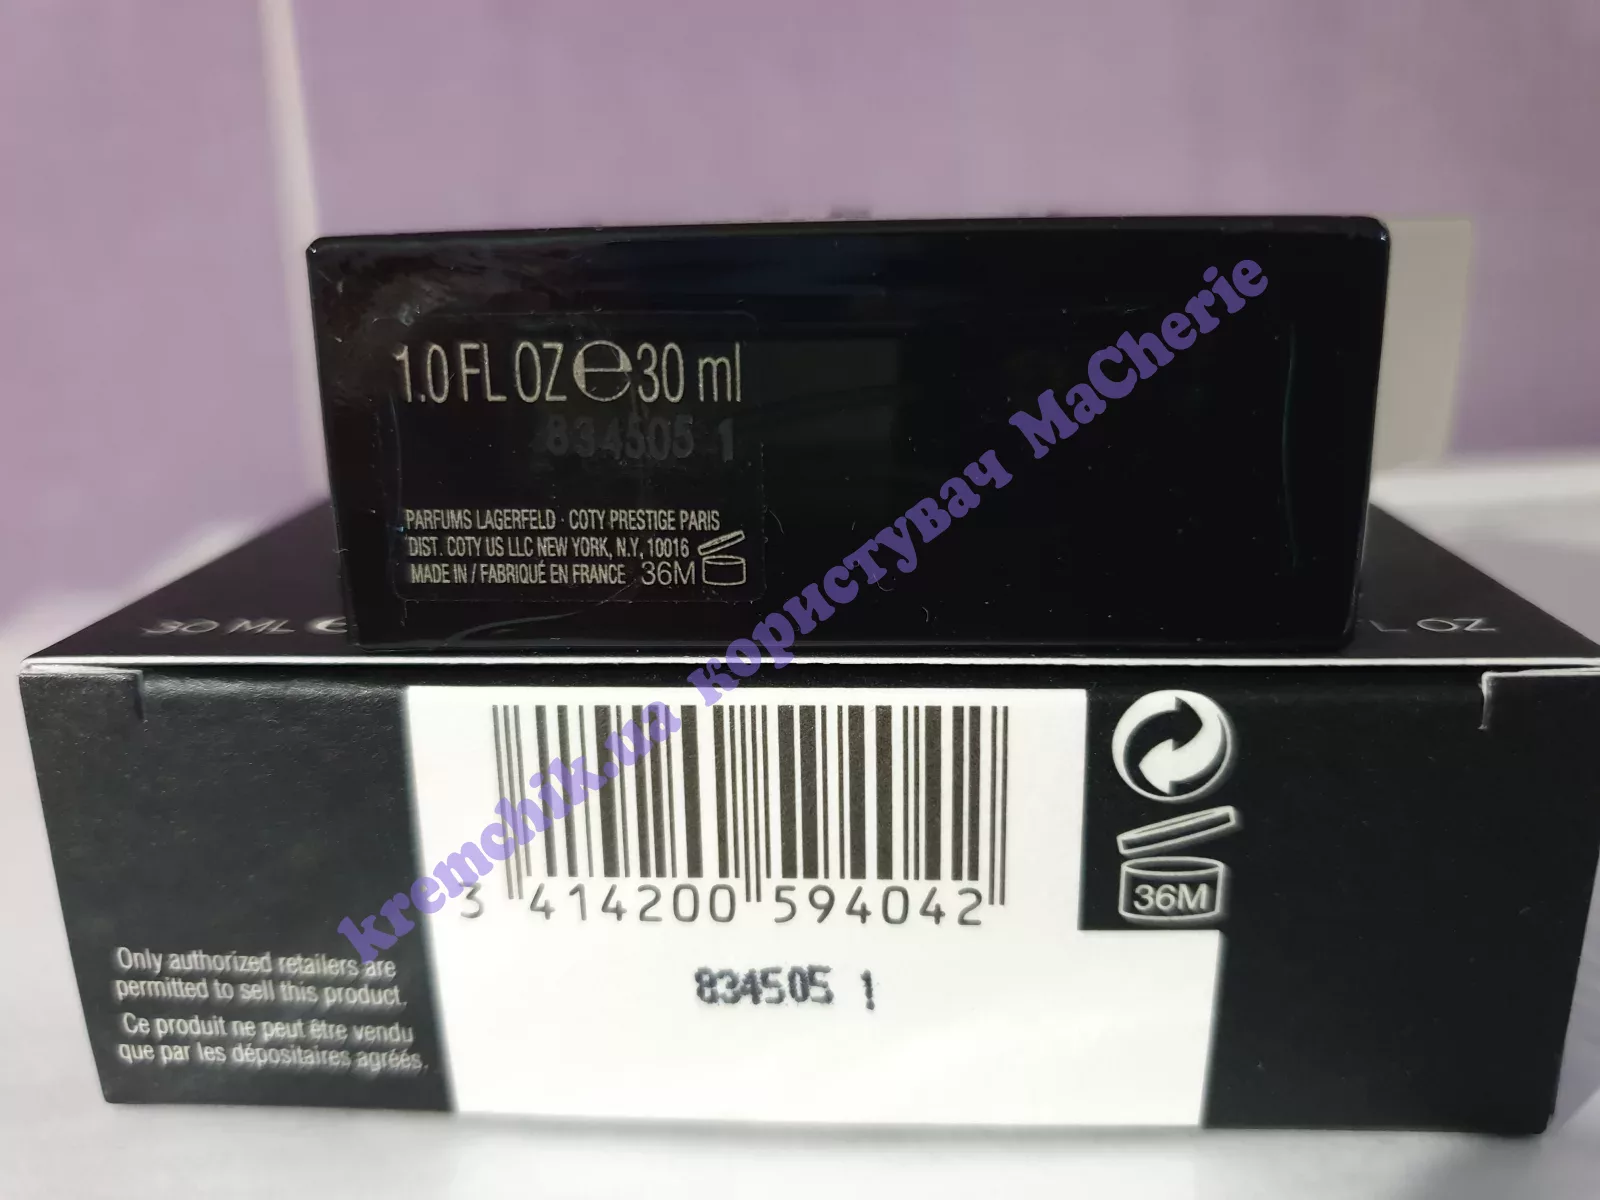 1.0 FL OZ ℮ 30 ml
834505 1
PARFUMS LAGERFELD · COTY PRESTIGE PARIS
DIST. COTY US LLC NEW YORK, N.Y, 10016
MADE IN / FABRIQUÉ EN FRANCE 36M
30 ML ℮
OZ
3 414200 594042
36M
834505 1
Only authorized retailers are
permitted to sell this product.
Ce produit ne peut être vendu
que par les dépositaires agréés.
kremchik.ua користувач MaCherie